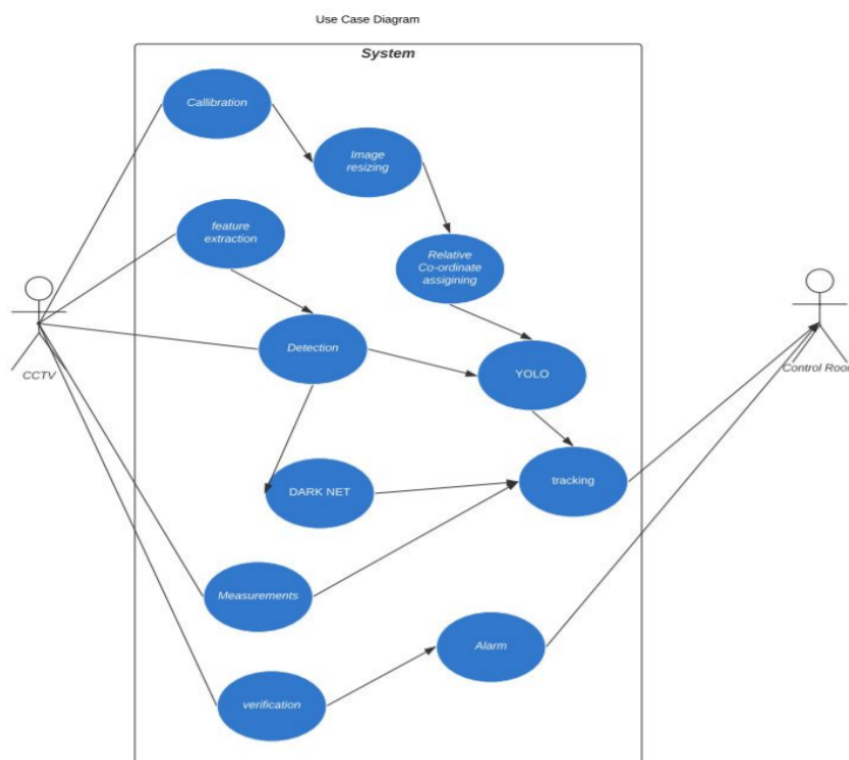 Use Case Diagram
System
Callibration
Image
resizing
feature
extraction
Relative
Co-ordinate
assigining
Detection
YOLO
CCTV
Control Room
DARK NET
tracking
Measurements
Alarm
verification